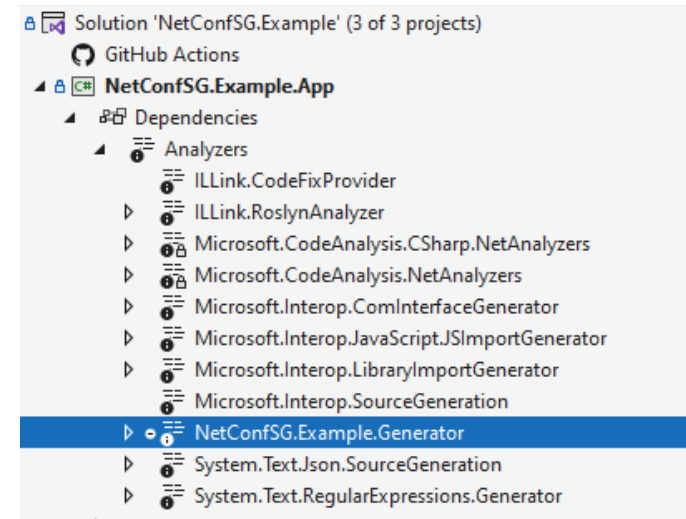 Solution 'NetConfSG.Example' (3 of 3 projects)
GitHub Actions
C# NetConfSG.Example.App
Dependencies
Analyzers
ILLink.CodeFixProvider
ILLink.RoslynAnalyzer
Microsoft.CodeAnalysis.CSharp.NetAnalyzers
Microsoft.CodeAnalysis.NetAnalyzers
Microsoft.Interop.ComInterfaceGenerator
Microsoft.Interop.JavaScript.JSImportGenerator
Microsoft.Interop.LibraryImportGenerator
Microsoft.Interop.SourceGeneration
NetConfSG.Example.Generator
System.Text.Json.SourceGeneration
System.Text.RegularExpressions.Generator